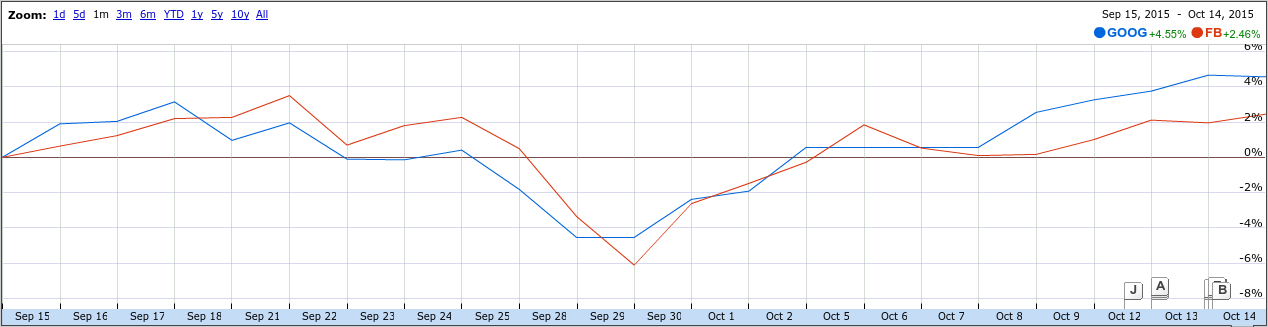 Zoom: 1d 5d 1m 3m 6m YTD 1y 5y 10y All
Sep 15, 2015 - Oct 14, 2015
GOOG +4.55% FB +2.46%
6%
4%
2%
0%
-2%
-4%
-6%
-8%
J A B
Sep 15 Sep 16 Sep 17 Sep 18 Sep 21 Sep 22 Sep 23 Sep 24 Sep 25 Sep 28 Sep 29 Sep 30 Oct 1 Oct 2 Oct 5 Oct 6 Oct 7 Oct 8 Oct 9 Oct 12 Oct 13 Oct 14